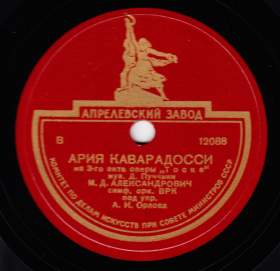 АПРЕЛЕВСКИЙ ЗАВОД
В 12088
АРИЯ КАВАРАДОССИ
из 3-го акта оперы „Тоска"
муз. Д. Пуччини
М. Д. АЛЕКСАНДРОВИЧ
симф. орк. ВРК
под упр.
А. И. Орлова
КОМИТЕТ ПО ДЕЛАМ ИСКУССТВ ПРИ СОВЕТЕ МИНИСТРОВ СССР